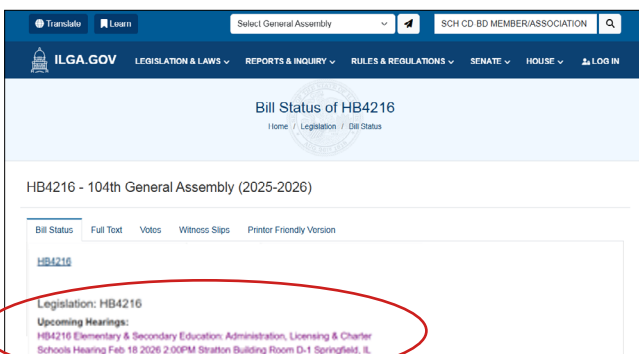 Translate Learn Select General Assembly SCH CD BD MEMBER/ASSOCIATION
ILGA.GOV LEGISLATION & LAWS REPORTS & INQUIRY RULES & REGULATIONS SENATE HOUSE LOG IN
Bill Status of HB4216
Home / Legislation / Bill Status
HB4216 - 104th General Assembly (2025-2026)
Bill Status Full Text Votes Witness Slips Printer Friendly Version
HB4216
Legislation: HB4216
Upcoming Hearings:
HB4216 Elementary & Secondary Education: Administration, Licensing & Charter
Schools Hearing Feb 18 2026 2:00PM Stratton Building Room D-1 Springfield, IL